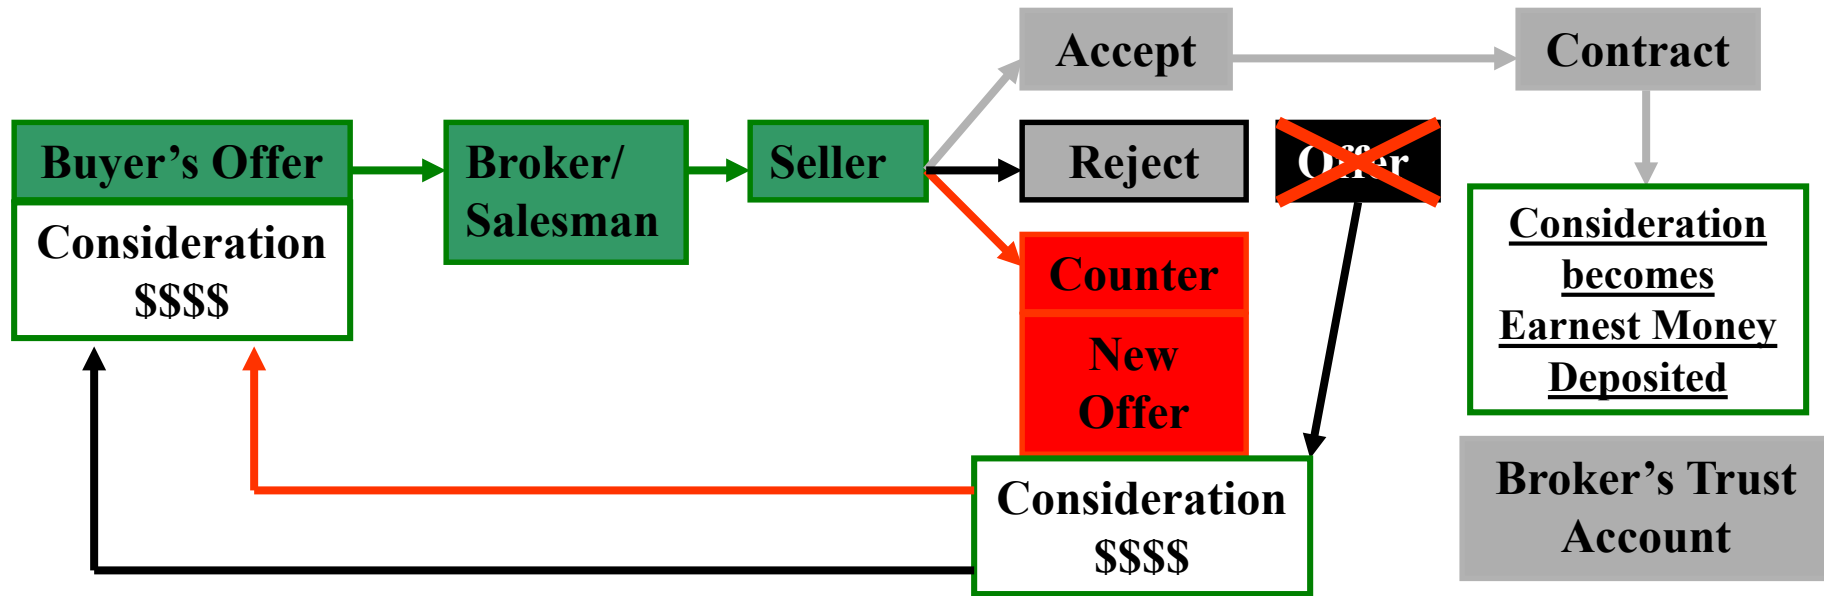 Buyer’s Offer
Consideration
$$$$
Broker/
Salesman
Seller
Accept
Contract
Reject
Offer
Counter
New
Offer
Consideration
$$$$
Consideration
becomes
Earnest Money
Deposited
Broker’s Trust
Account